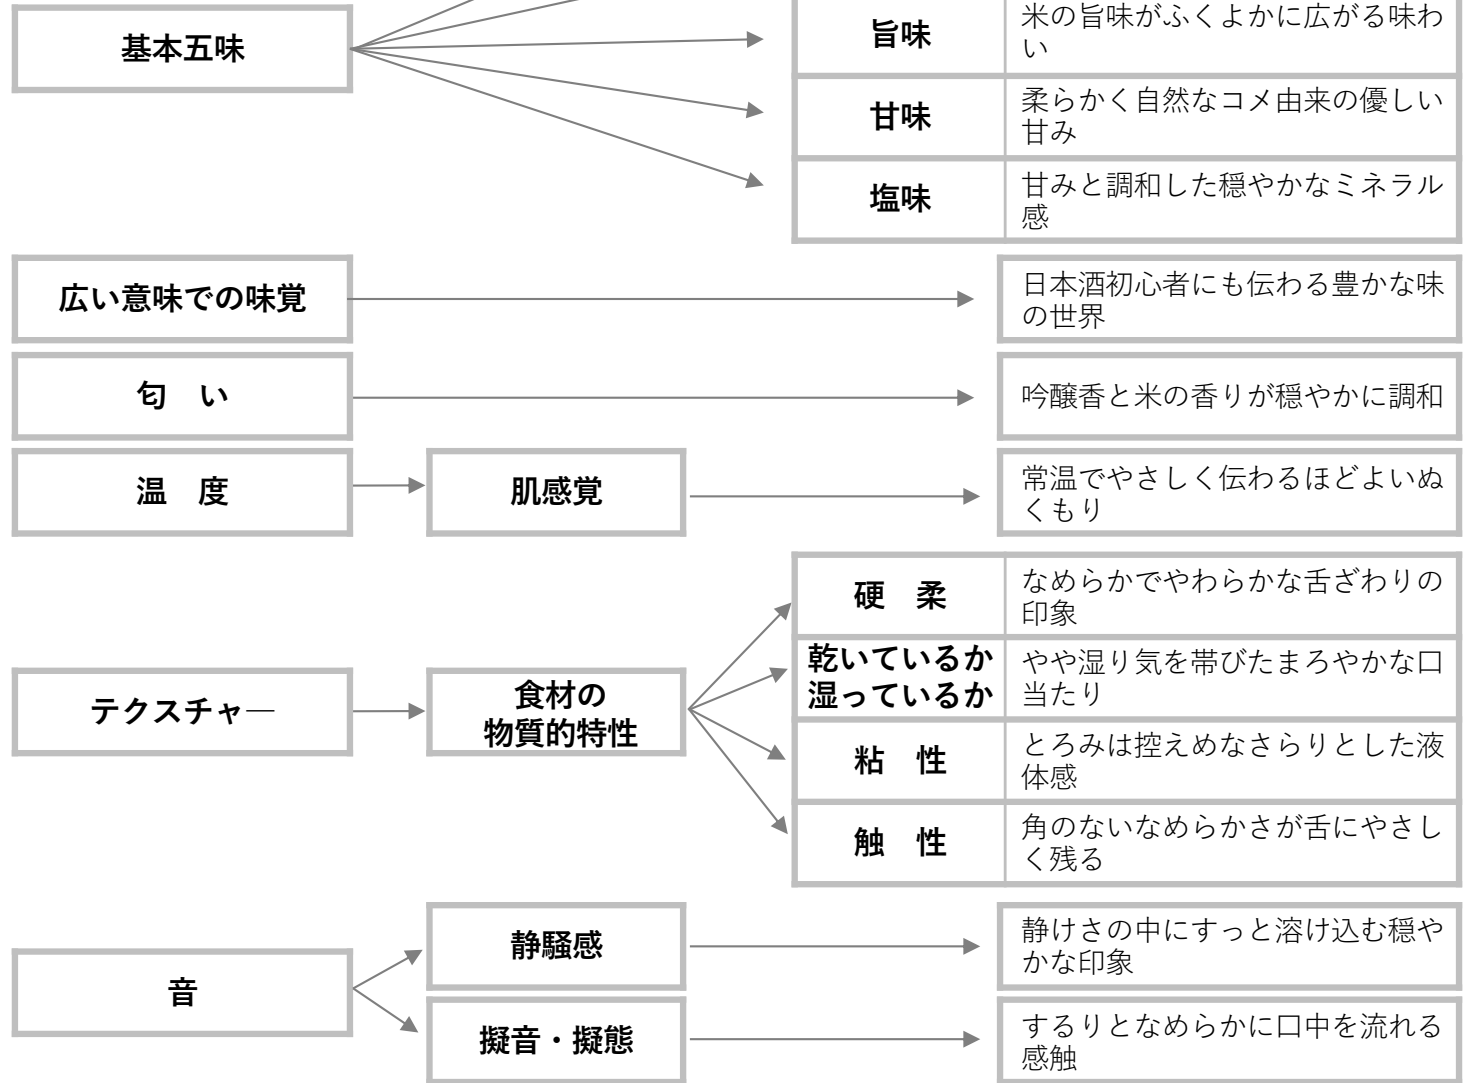 基本五味
旨味
米の旨味がふくよかに広がる味わ
い
甘味
柔らかく自然なコメ由来の優しい
甘み
塩味
甘みと調和した穏やかなミネラル
感
広い意味での味覚
日本酒初心者にも伝わる豊かな味
の世界
匂　い
吟醸香と米の香りが穏やかに調和
温　度
肌感覚
常温でやさしく伝わるほどよいぬ
くもり
テクスチャ―
食材の
物質的特性
硬　柔
なめらかでやわらかな舌ざわりの
印象
乾いているか
湿っているか
やや湿り気を帯びたまろやかな口
当たり
粘　性
とろみは控えめなさらりとした液
体感
触　性
角のないなめらかさが舌にやさし
く残る
音
静騒感
静けさの中にすっと溶け込む穏や
かな印象
擬音・擬態
するりとなめらかに口中を流れる
感触